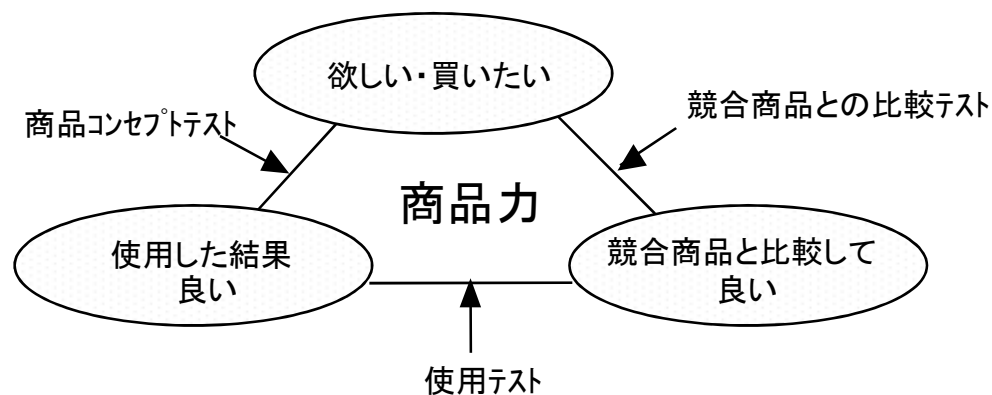 欲しい・買いたい
商品ｺﾝｾﾌﾟﾄﾃｽﾄ
競合商品との比較ﾃｽﾄ
商品力
使用した結果
良い
競合商品と比較して
良い
使用ﾃｽﾄ